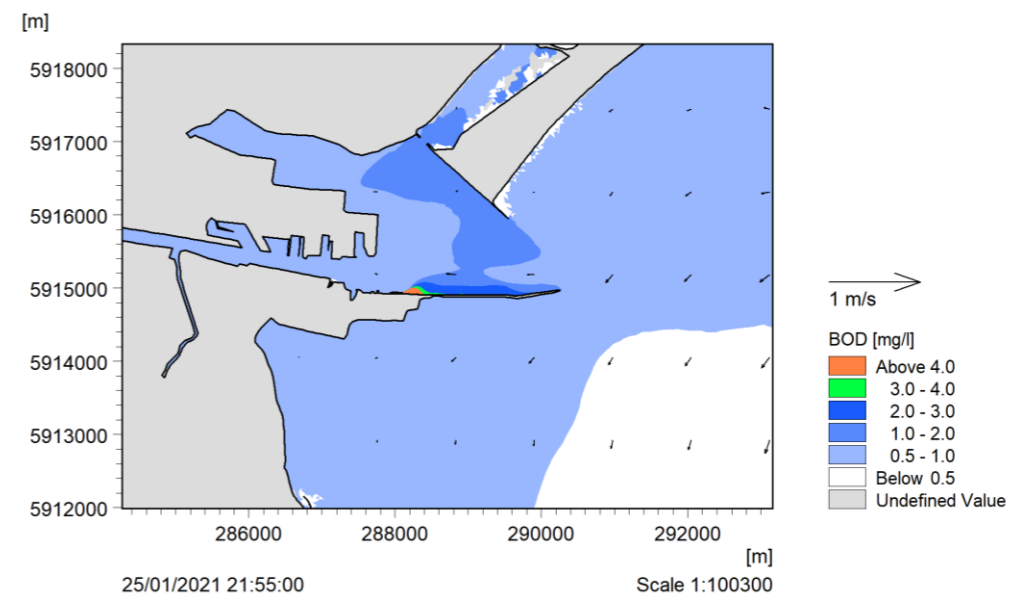 [m]
5918000
5917000
5916000
5915000
5914000
5913000
5912000
286000 288000 290000 292000
[m]
25/01/2021 21:55:00 Scale 1:100300
1 m/s
BOD [mg/l]
Above 4.0
3.0 - 4.0
2.0 - 3.0
1.0 - 2.0
0.5 - 1.0
Below 0.5
Undefined Value